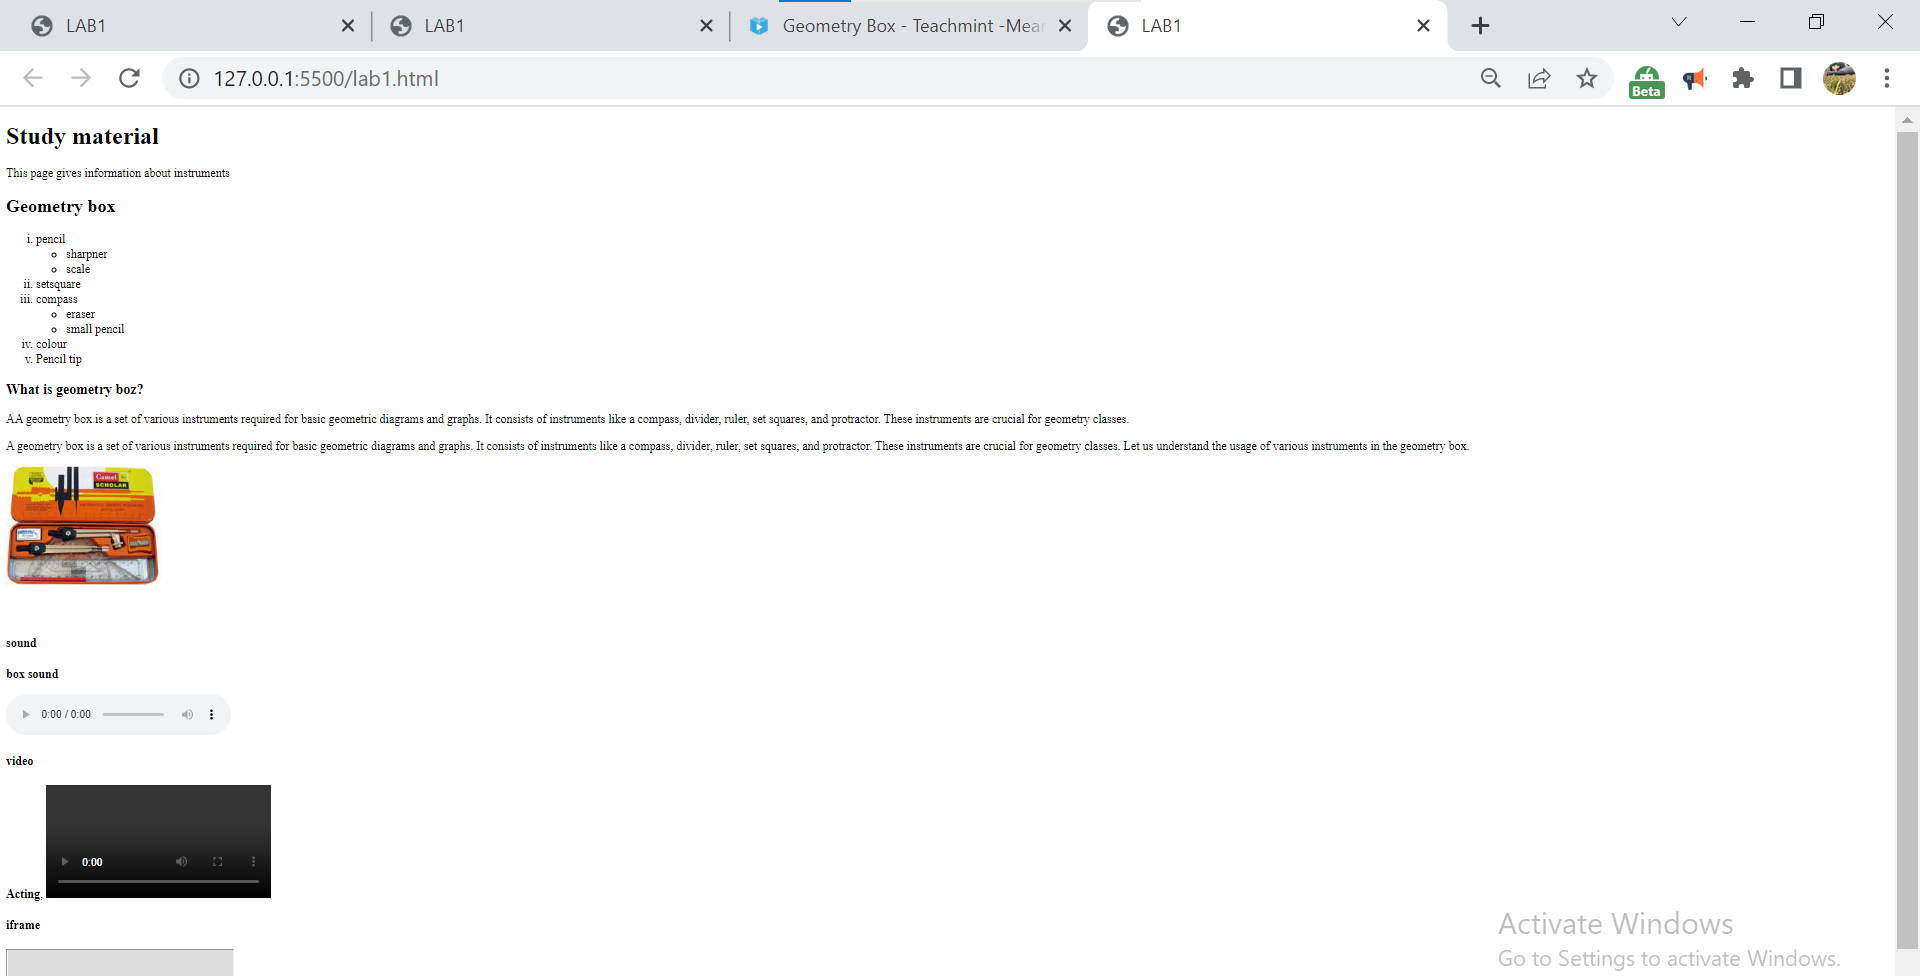 LAB1
LAB1
Geometry Box - Teachmint -Mear
LAB1
127.0.0.1:5500/lab1.html
Beta
Study material
This page gives information about instruments
Geometry box
i. pencil
sharpner
scale
ii. setsquare
iii. compass
eraser
small pencil
iv. colour
v. Pencil tip
What is geometry boz?
AA geometry box is a set of various instruments required for basic geometric diagrams and graphs. It consists of instruments like a compass, divider, ruler, set squares, and protractor. These instruments are crucial for geometry classes.
A geometry box is a set of various instruments required for basic geometric diagrams and graphs. It consists of instruments like a compass, divider, ruler, set squares, and protractor. These instruments are crucial for geometry classes. Let us understand the usage of various instruments in the geometry box.
Camel
SCHOLAR
sound
box sound
0:00 / 0:00
video
0:00
Acting,
iframe
Activate Windows
Go to Settings to activate Windows.